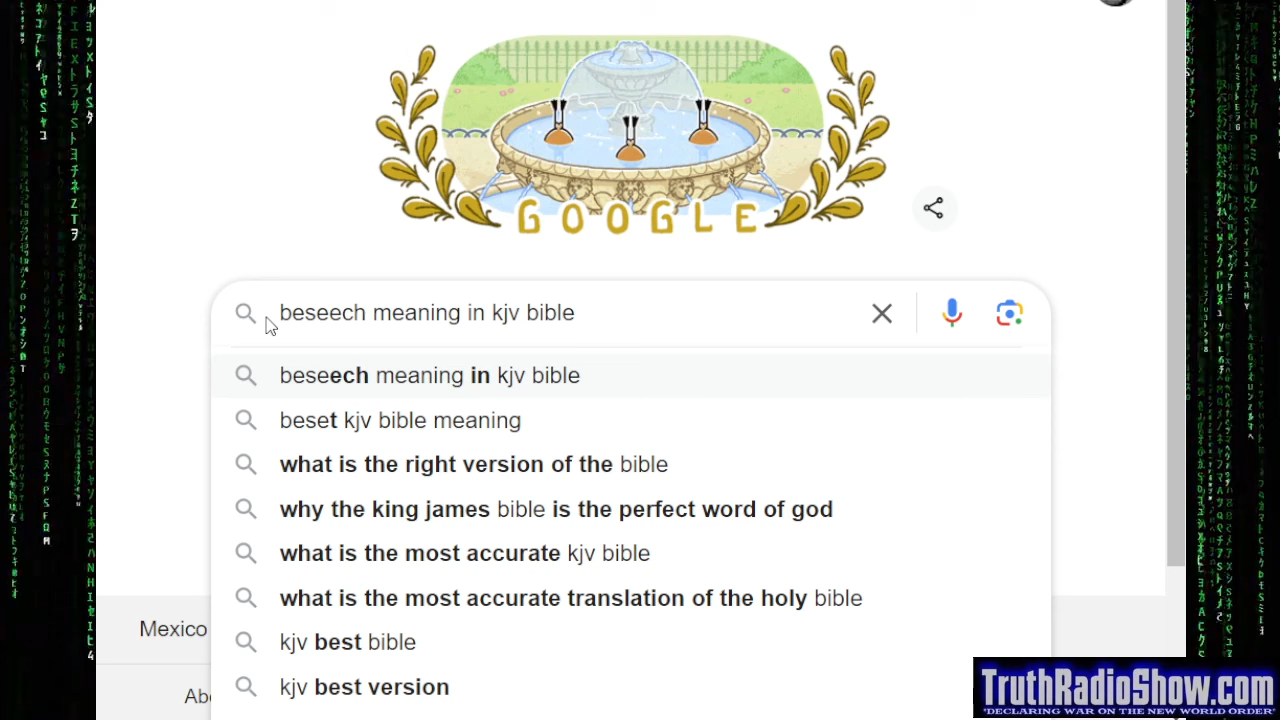 GOOGLE
beseech meaning in kjv bible
beseech meaning in kjv bible
beset kjv bible meaning
what is the right version of the bible
why the king james bible is the perfect word of god
what is the most accurate kjv bible
what is the most accurate translation of the holy bible
kjv best bible
kjv best version
Mexico
Abo
TruthRadioShow.com
"DECLARING WAR ON THE NEW WORLD ORDER"